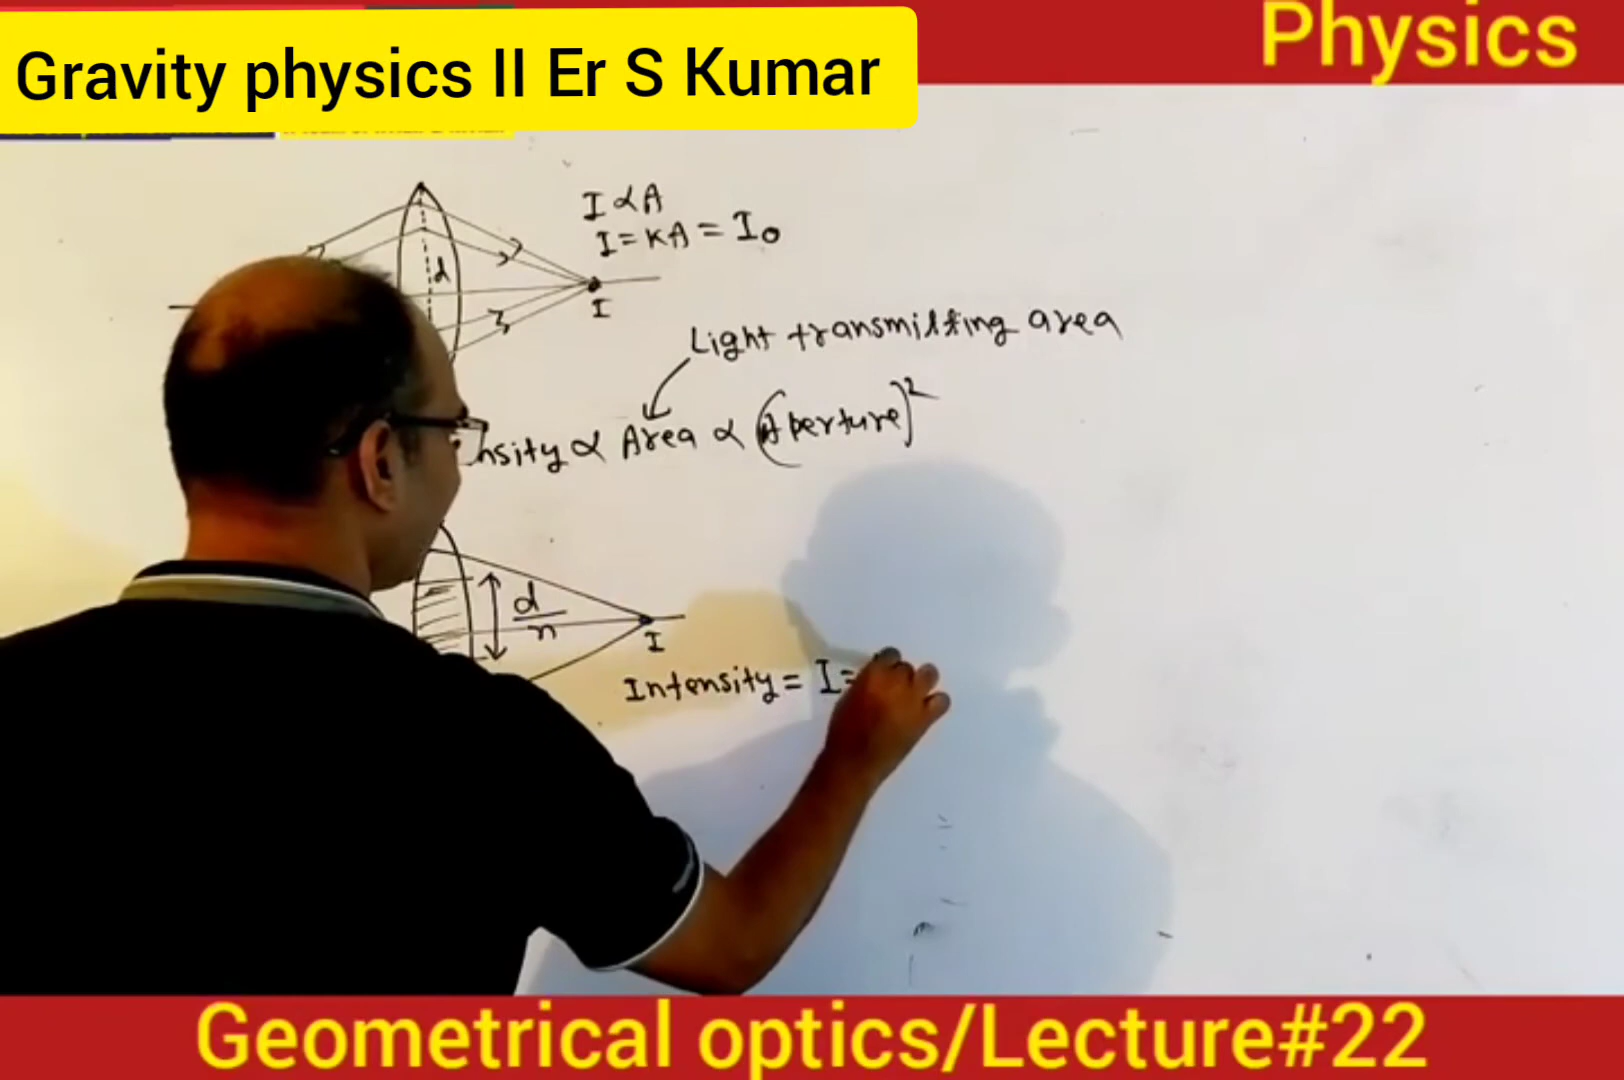 Physics
Gravity physics II Er S Kumar
I ∝ A
I = KA = I₀
d
I
Light transmitting area
nsity ∝ Area ∝ (Aperture)²
d/n
I
Intensity = I =
Geometrical optics/Lecture#22